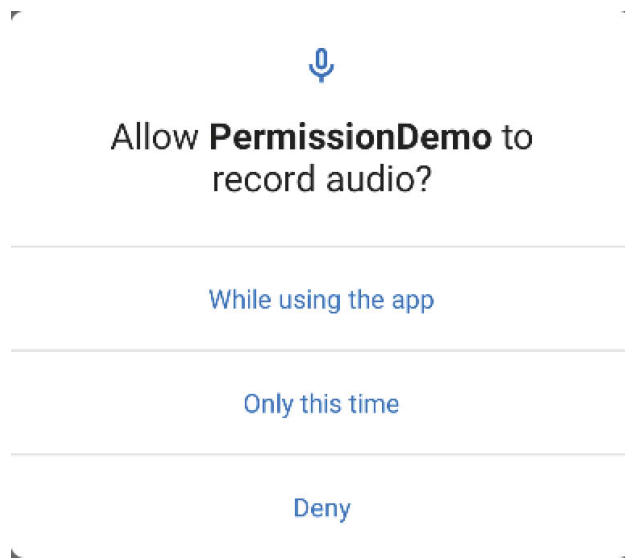 Allow PermissionDemo to
record audio?
While using the app
Only this time
Deny